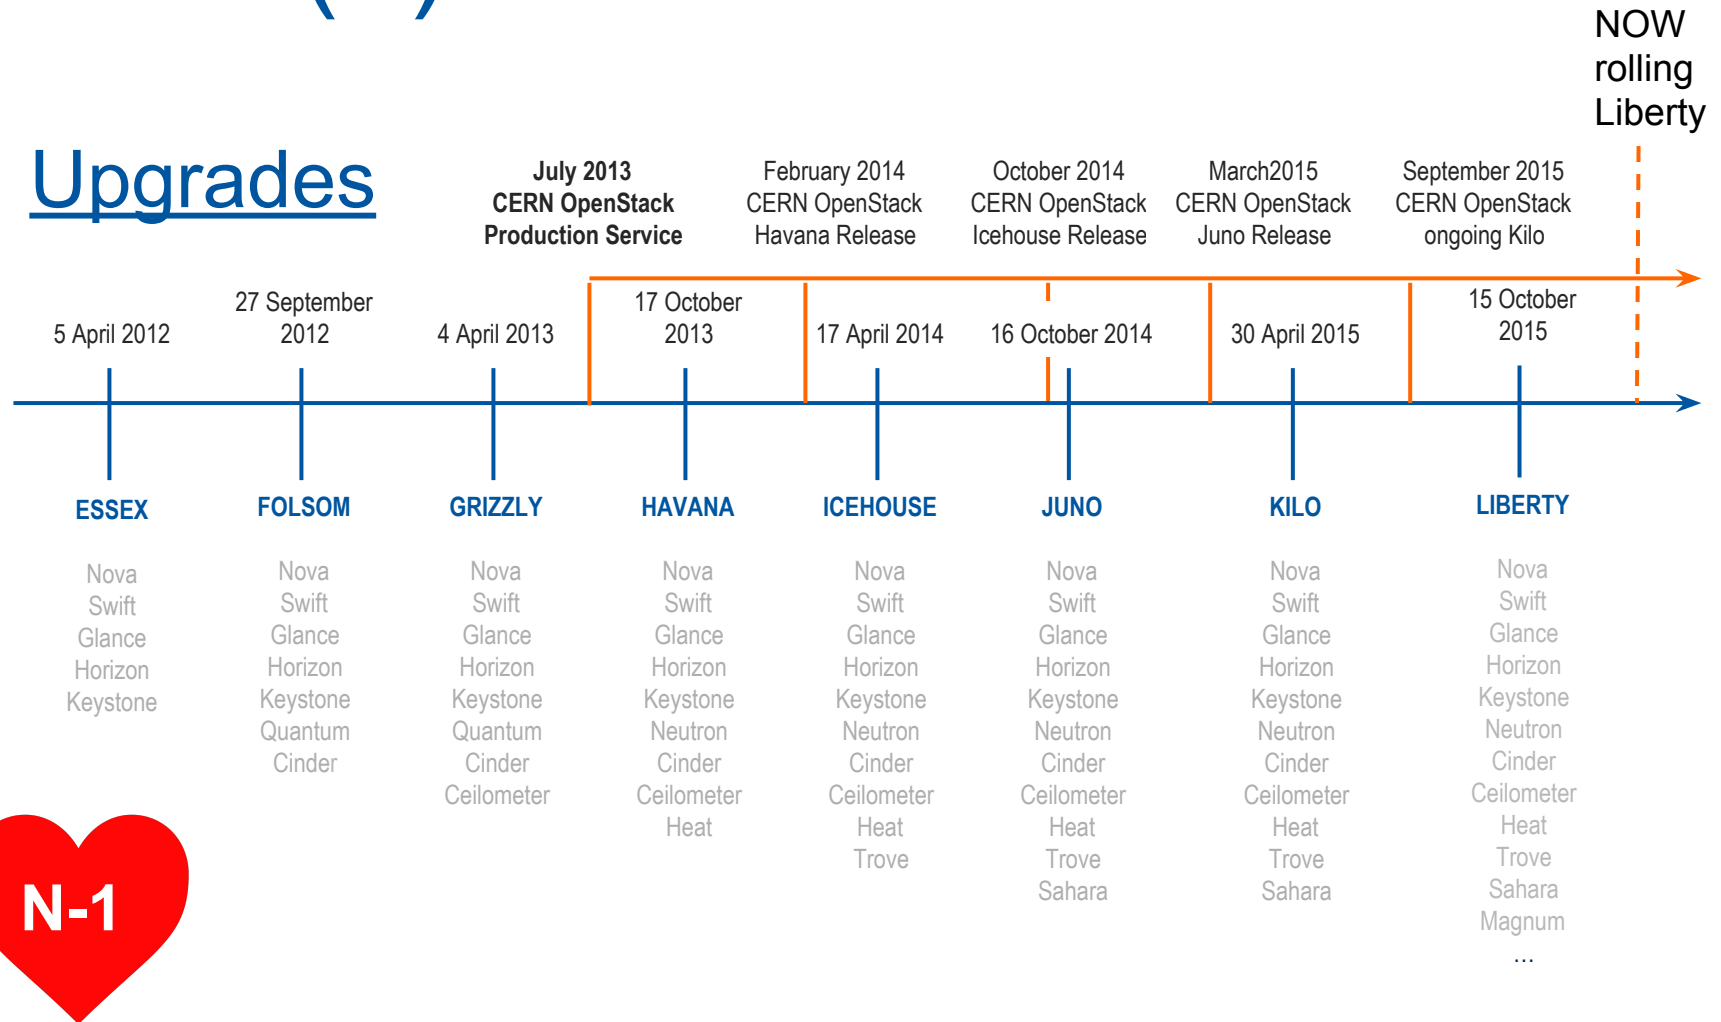 NOW
rolling
Liberty
Upgrades
July 2013
CERN OpenStack
Production Service
February 2014
CERN OpenStack
Havana Release
October 2014
CERN OpenStack
Icehouse Release
March2015
CERN OpenStack
Juno Release
September 2015
CERN OpenStack
ongoing Kilo
5 April 2012
27 September
2012
4 April 2013
17 October
2013
17 April 2014
16 October 2014
30 April 2015
15 October
2015
ESSEX
Nova
Swift
Glance
Horizon
Keystone
FOLSOM
Nova
Swift
Glance
Horizon
Keystone
Quantum
Cinder
GRIZZLY
Nova
Swift
Glance
Horizon
Keystone
Quantum
Cinder
Ceilometer
HAVANA
Nova
Swift
Glance
Horizon
Keystone
Neutron
Cinder
Ceilometer
Heat
ICEHOUSE
Nova
Swift
Glance
Horizon
Keystone
Neutron
Cinder
Ceilometer
Heat
Trove
JUNO
Nova
Swift
Glance
Horizon
Keystone
Neutron
Cinder
Ceilometer
Heat
Trove
Sahara
KILO
Nova
Swift
Glance
Horizon
Keystone
Neutron
Cinder
Ceilometer
Heat
Trove
Sahara
LIBERTY
Nova
Swift
Glance
Horizon
Keystone
Neutron
Cinder
Ceilometer
Heat
Trove
Sahara
Magnum
…
N-1